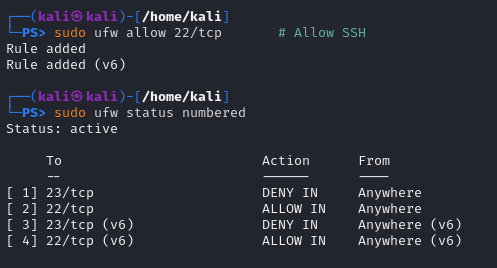 ┌──(kali㉿kali)-[/home/kali]
└─PS> sudo ufw allow 22/tcp       # Allow SSH
Rule added
Rule added (v6)
┌──(kali㉿kali)-[/home/kali]
└─PS> sudo ufw status numbered
Status: active
     To                         Action      From
     --                         ------      ----
[ 1] 23/tcp                     DENY IN     Anywhere
[ 2] 22/tcp                     ALLOW IN    Anywhere
[ 3] 23/tcp (v6)                DENY IN     Anywhere (v6)
[ 4] 22/tcp (v6)                ALLOW IN    Anywhere (v6)